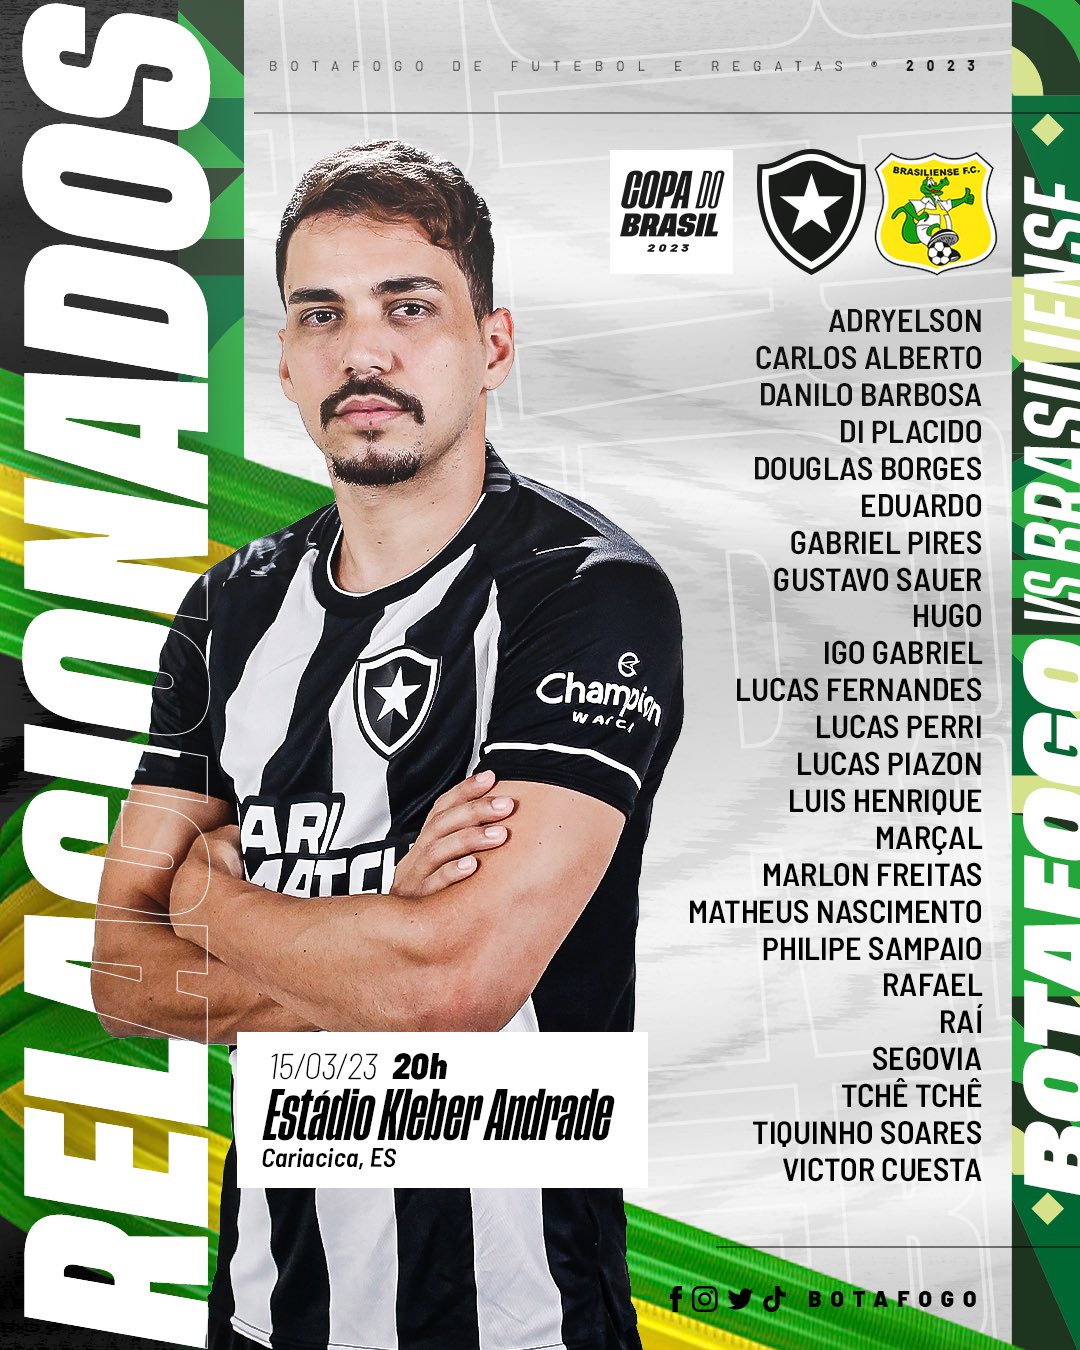 BOTAFOGO DE FUTEBOL E REGATAS ® 2023
RELACIONADOS
COPA DO
BRASIL
2023
BRASILIENSE F.C.
ADRYELSON
CARLOS ALBERTO
DANILO BARBOSA
DI PLACIDO
DOUGLAS BORGES
EDUARDO
GABRIEL PIRES
GUSTAVO SAUER
HUGO
IGO GABRIEL
LUCAS FERNANDES
LUCAS PERRI
LUCAS PIAZON
LUIS HENRIQUE
MARÇAL
MARLON FREITAS
MATHEUS NASCIMENTO
PHILIPE SAMPAIO
RAFAEL
RAÍ
SEGOVIA
TCHÊ TCHÊ
TIQUINHO SOARES
VICTOR CUESTA
BOTAFOGO VS BRASILIENSE
Champion
15/03/23 20h
Estádio Kleber Andrade
Cariacica, ES
BOTAFOGO